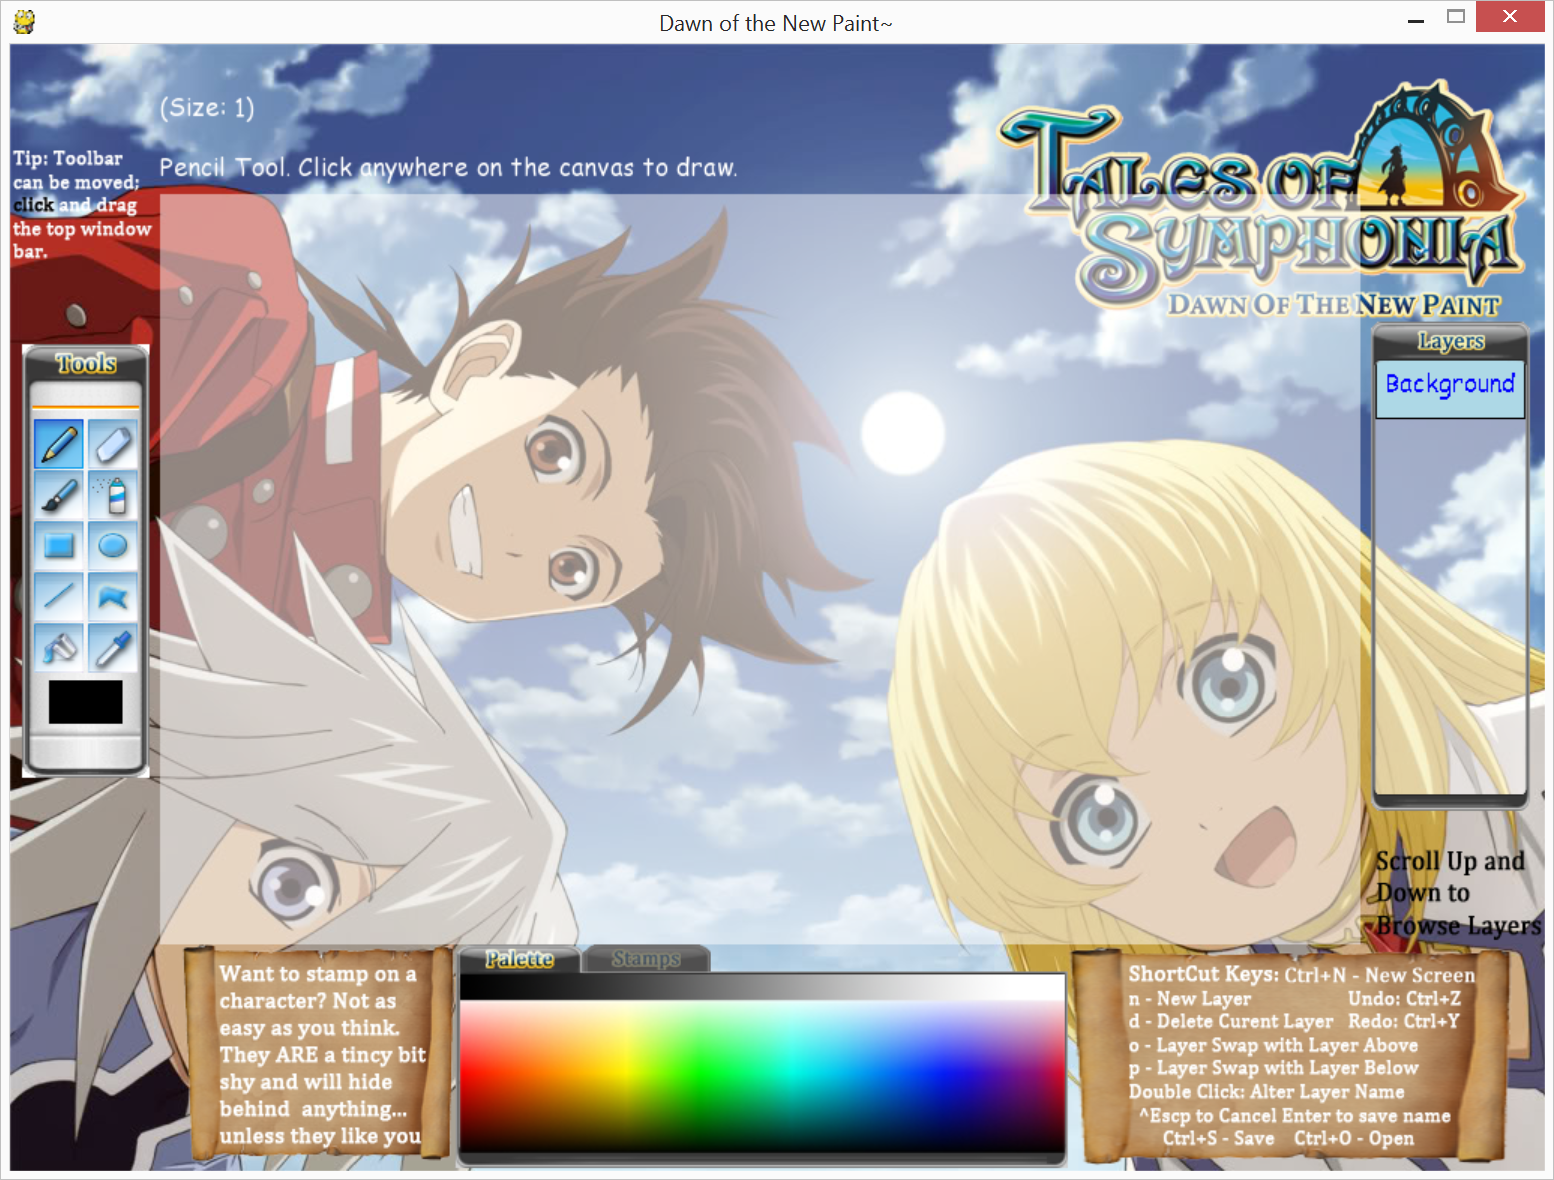 Dawn of the New Paint~
(Size: 1)
Pencil Tool. Click anywhere on the canvas to draw.
Tip: Toolbar
can be moved;
click and drag
the top window
bar.
TALES OF
SYMPHONIA
DAWN OF THE NEW PAINT
Tools
Layers
Background
Scroll Up and
Down to
Browse Layers
Want to stamp on a
character? Not as
easy as you think.
They ARE a tincy bit
shy and will hide
behind anything...
unless they like you
Palette
Stamps
ShortCut Keys: Ctrl+N - New Screen
n - New Layer Undo: Ctrl+Z
d - Delete Curent Layer Redo: Ctrl+Y
o - Layer Swap with Layer Above
p - Layer Swap with Layer Below
Double Click: Alter Layer Name
^Escp to Cancel Enter to save name
Ctrl+S - Save Ctrl+O - Open